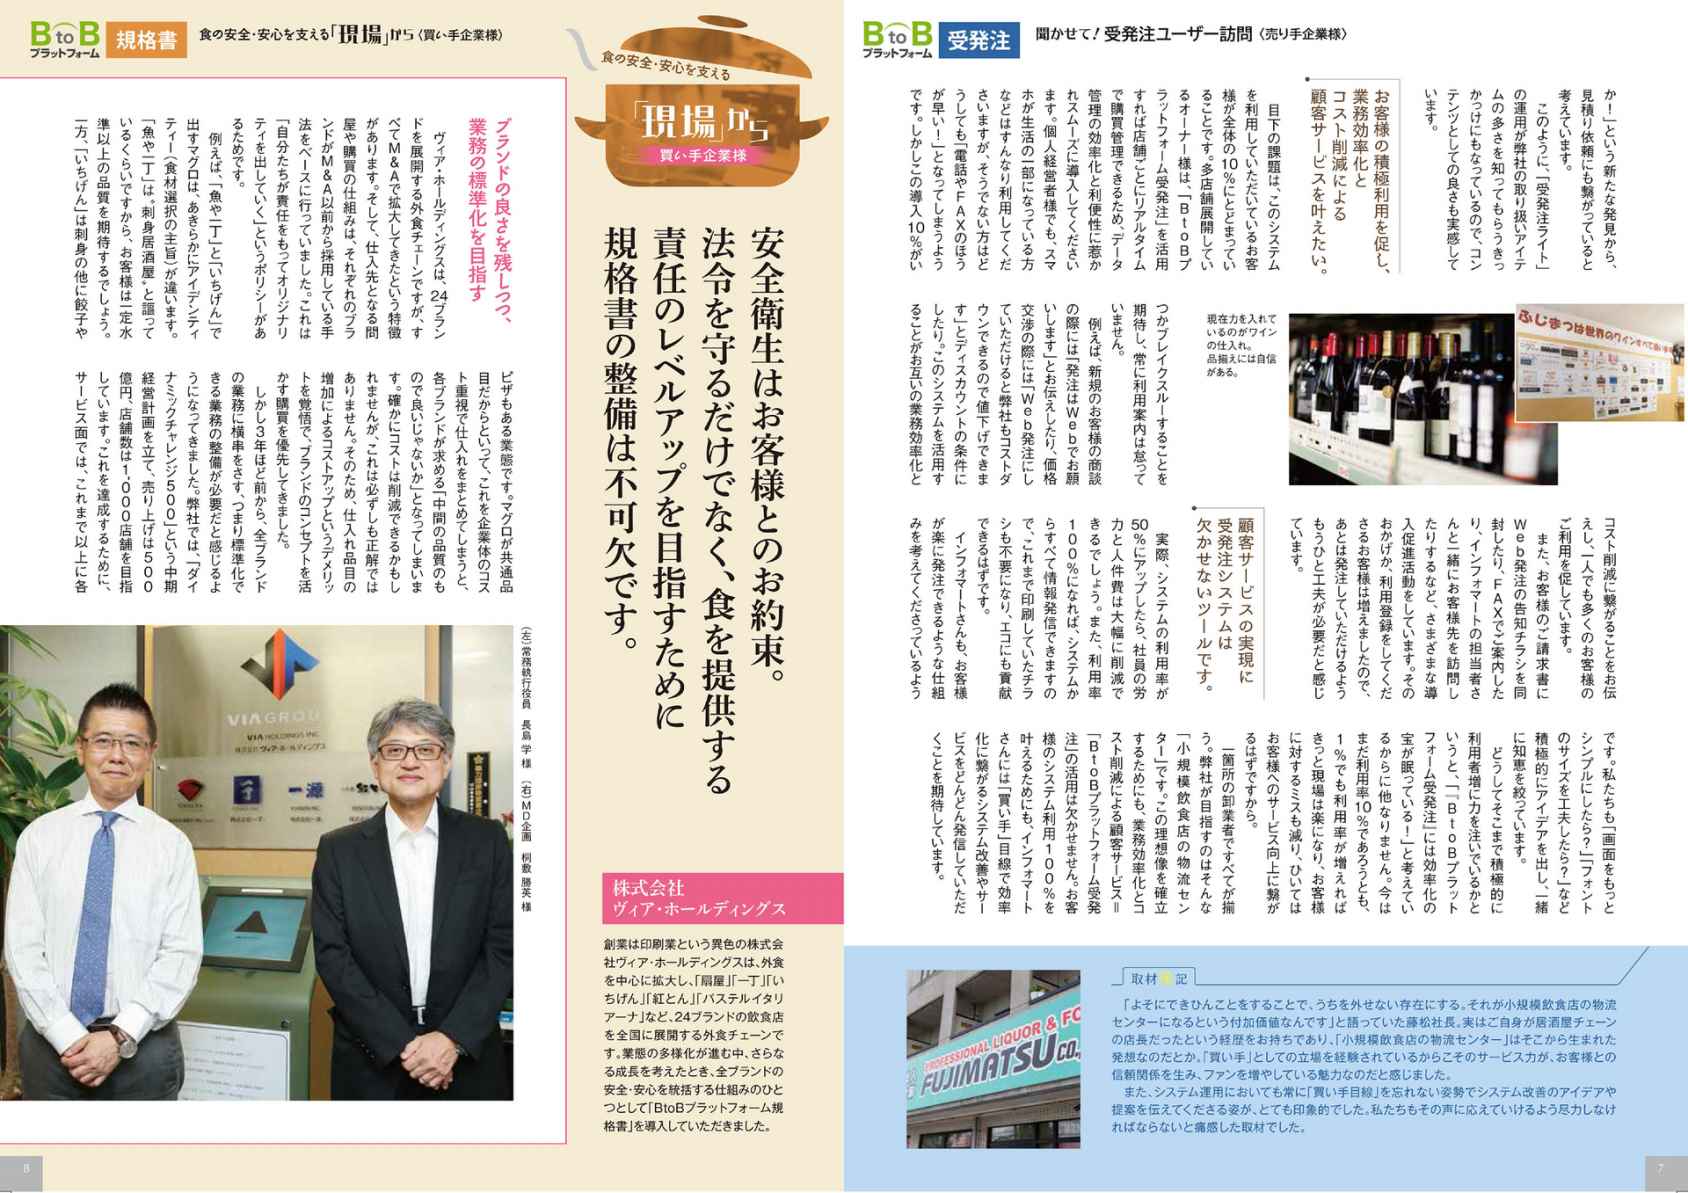 BtoB
プラットフォーム
受発注
聞かせて！受発注ユーザー訪問〈売り手企業様〉
か！」という新たな発見から、
見積り依頼にも繋がっていると
考えています。
このように、「受発注ライト」
の運用が弊社の取り扱いアイテ
ムの多さを知ってもらうきっ
かっけにもなっているので、コン
テンツとしての良さも実感して
います。
お客様の積極利用を促し、
業務効率化と
コスト削減による
顧客サービスを叶えたい。
目下の課題は、このシステム
を利用していただいているお客
様が全体の10％にとどまってい
ることです。多店舗展開してい
るオーナー様は、「BtoBプ
ラットフォーム受発注」を活用
すれば店舗ごとにリアルタイム
で購買管理できるため、データ
管理の効率化と利便性に惹か
れスムーズに導入してください
ます。個人経営者様でも、スマ
ホが生活の一部になっている方
などはすんなり利用してくだ
さいますが、そうでない方はど
うしても「電話やFAXのほう
が早い！」となってしまうよう
です。しかしこの導入10％がい
つかブレイクスルーすることを
期待し、常に利用案内は怠って
いません。
例えば、新規のお客様の商談
の際には「発注はWebでお願
いします」とお伝えしたり、価格
交渉の際には「Web発注にし
ていただけると弊社もコストダ
ウンできるので値下げできま
す」とディスカウントの条件に
したり。このシステムを活用す
ることがお互いの業務効率化と
現在力を入れて
いるのがワイン
の仕入れ。
品揃えには自信
がある。
ふじまつは世界のワインすべて揃い
コスト削減に繋がることをお伝
えし、一人でも多くのお客様の
ご利用を促しています。
また、お客様のご請求書に
Web発注の告知チラシを同
封したり、FAXでご案内した
り、インフォマートの担当者さ
んと一緒にお客様先を訪問し
たりするなど、さまざまな導
入促進活動をしています。その
おかげか、利用登録をしてくだ
さるお客様は増えましたので、
あとは発注していただけるよう
もうひと工夫が必要だと感じ
ています。
顧客サービスの実現に
受発注システムは
欠かせないツールです。
実際、システムの利用率が
50％にアップしたら、社員の労
力と人件費は大幅に削減で
きるでしょう。また、利用率
100％になれば、システムか
らすべて情報発信できますの
で、これまで印刷していたチラ
シも不要になり、エコにも貢献
できるはずです。
インフォマートさんも、お客様
が楽に発注できるような仕組
みを考えてくださっているよう
です。私たちも「画面をもっと
シンプルにしたら？」「フォント
のサイズを工夫したら？」など
積極的にアイデアを出し、一緒
に知恵を絞っています。
どうしてそこまで積極的に
利用者増に力を注いでいるかと
いうと、「『BtoBプラット
フォーム受発注』には効率化の
宝が眠っている！」と考えてい
るからに他なりません。今は
まだ利用率10％であろうとも、
1％でも利用率が増えれば
きっと現場は楽になり、お客様
に対するミスも減り、ひいては
お客様へのサービス向上に繋が
るはずですから。
一箇所の卸業者ですべてが揃
う。弊社が目指すのはそんな
「小規模飲食店の物流セン
ター」です。この理想像を確立
するためにも、業務効率化とコ
スト削減による顧客サービス＝
「BtoBプラットフォーム受発
注」の活用は欠かせません。お客
様のシステム利用100％を
叶えるためにも、インフォマート
さんには「買い手」目線で効率
化に繋がるシステム改善やサー
ビスをどんどん発信していただ
くことを期待しています。
PROFESSIONAL LIQUOR & FO
FUJIMATSU CO.,
取材 記
「よそにできひんことをすることで、うちを外せない存在にする。それが小規模飲食店の物流
センターになるという付加価値なんです」と語っていた藤松社長。実はご自身が居酒屋チェーン
の店長だったという経歴をお持ちであり、「小規模飲食店の物流センター」はそこから生まれた
発想なのだとか。「買い手」としての立場を経験されているからこそのサービス力が、お客様との
信頼関係を生み、ファンを増やしている魅力なのだと感じました。
また、システム運用においても常に「買い手目線」を忘れない姿勢でシステム改善のアイデアや
提案を伝えてくださる姿が、とても印象的でした。私たちもその声に応えていけるよう尽力しなけ
ればならないと痛感した取材でした。
7
BtoB
プラットフォーム
規格書
食の安全・安心を支える「現場」から〈買い手企業様〉
食の安全・安心を支える
「現場」から
買い手企業様
安全衛生はお客様とのお約束。
法令を守るだけでなく、食を提供する
責任のレベルアップを目指すために
規格書の整備は不可欠です。
株式会社
ヴィア・ホールディングス
創業は印刷業という異色の株式会
社ヴィア・ホールディングスは、外食
を中心に拡大し、「扇屋」「一丁」「い
ちげん」「紅とん」「パステルイタリ
アーナ」など、24ブランドの飲食店
を全国に展開する外食チェーンで
す。業態の多様化が進む中、さらな
る成長を考えたとき、全ブランドの
安全・安心を統括する仕組みのひと
つとして「BtoBプラットフォーム規
格書」を導入していただきました。
ブランドの良さを残しつつ、
業務の標準化を目指す
ヴィア・ホールディングスは、24ブラン
ドを展開する外食チェーンですが、す
べてM＆Aで拡大してきたという特徴
があります。そして、仕入先となる問
屋や購買の仕組みは、それぞれのブラ
ンドがM＆A以前から採用している手
法をベースに行っていました。これは
「自分たちが責任をもってオリジナリ
ティを出していく」というポリシーがあ
るためです。
例えば、「魚や一丁」と「いちげん」で
出すマグロは、あきらかにアイデンティ
ティー（食材選択の主旨）が違います。
「魚や一丁」は〝刺身居酒屋〟と謳って
いるくらいですから、お客様は一定水
準以上の品質を期待するでしょう。
一方、「いちげん」は刺身の他に餃子や
ピザもある業態です。マグロが共通品
目だからといって、これを企業体のコス
ト重視で仕入れをまとめてしまうと、
各ブランドが求める「中間の品質のも
ので良いじゃないか」となってしまいま
す。確かにコストは削減できるかもし
れませんが、これは必ずしも正解では
ありません。そのため、仕入れ品目の
増加によるコストアップというデメリッ
トを覚悟で、ブランドのコンセプトを活
かす購買を優先してきました。
しかし3年ほど前から、全ブランド
の業務に横串をさす、つまり標準化で
きる業務の整備が必要だと感じるよ
うになってきました。弊社では、「ダイ
ナミックチャレンジ500」という中期
経営計画を立て、売り上げは500
億円、店舗数は1,000店舗を目指
しています。これを達成するために、
サービス面では、これまで以上に各
（左）常務執行役員 長島 学 様 （右）MD企画 桐敷 勝英 様
VIAGROU
VIA HOLDINGS INC.
株式会社ヴィア・ホールディングス
一源
8